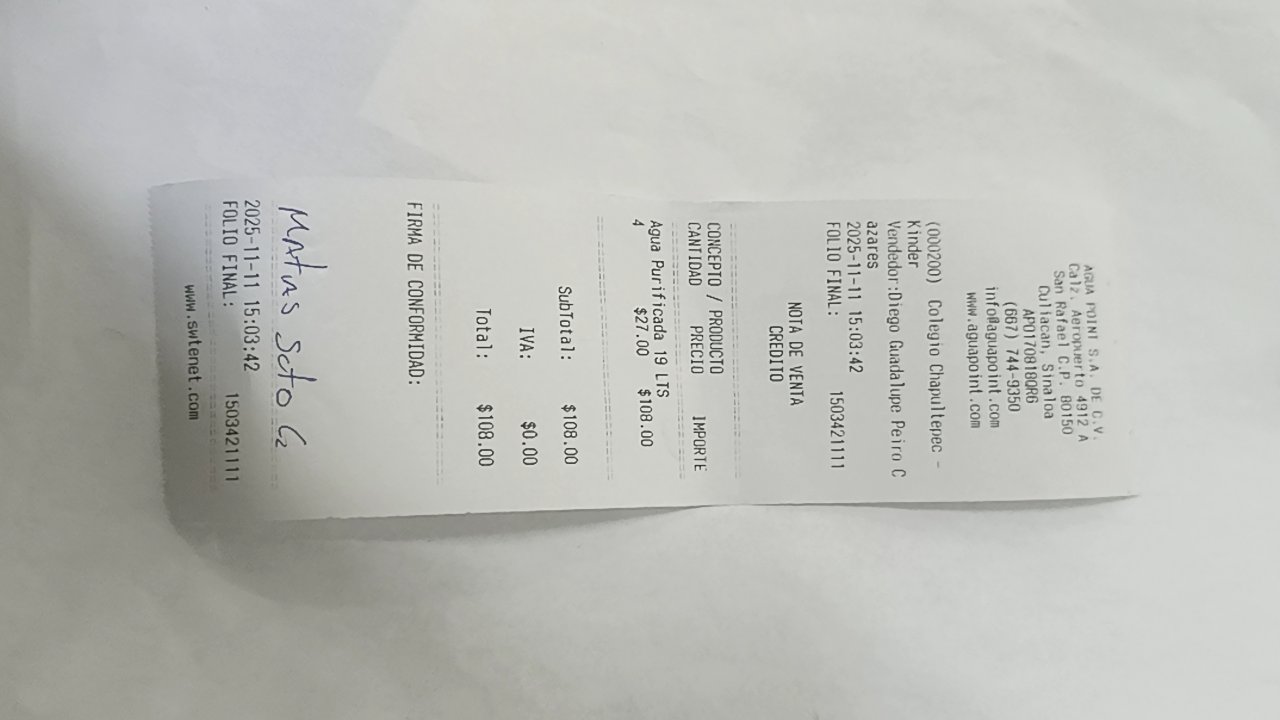 AGUA POINT S.A. DE C.V.
Calz. Aeropuerto 4912 A
San Rafael C.P. 80150
Culiacan, Sinaloa
APO170818QR6
(667) 744-9350
info@aguapoint.com
www.aguapoint.com
(000200) Colegio Chapultepec -
Kinder
Vendedor:Diego Guadalupe Peiro C
azares
2025-11-11 15:03:42
FOLIO FINAL: 1503421111
NOTA DE VENTA
CREDITO
CONCEPTO / PRODUCTO
CANTIDAD PRECIO IMPORTE
Agua Purificada 19 LTS
4 $27.00 $108.00
SubTotal: $108.00
IVA: $0.00
Total: $108.00
FIRMA DE CONFORMIDAD:
Matias Soto G
2025-11-11 15:03:42
FOLIO FINAL: 1503421111
www.swtenet.com